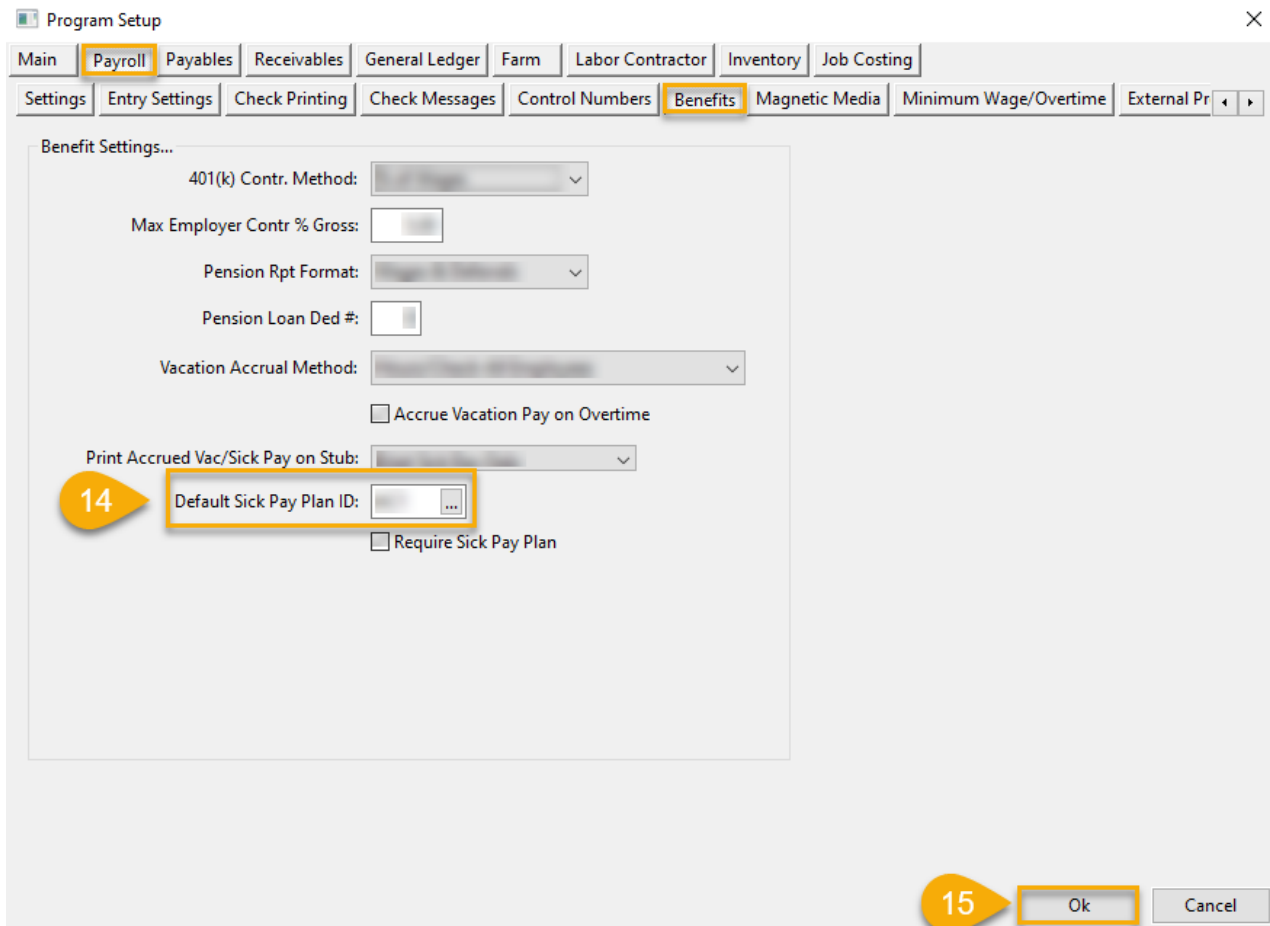 Program Setup
Main Payroll Payables Receivables General Ledger Farm Labor Contractor Inventory Job Costing
Settings Entry Settings Check Printing Check Messages Control Numbers Benefits Magnetic Media Minimum Wage/Overtime External Pr
Benefit Settings...
401(k) Contr. Method:
Max Employer Contr % Gross:
Pension Rpt Format:
Pension Loan Ded #:
Vacation Accrual Method:
Accrue Vacation Pay on Overtime
Print Accrued Vac/Sick Pay on Stub:
14 Default Sick Pay Plan ID: ...
Require Sick Pay Plan
15 Ok Cancel